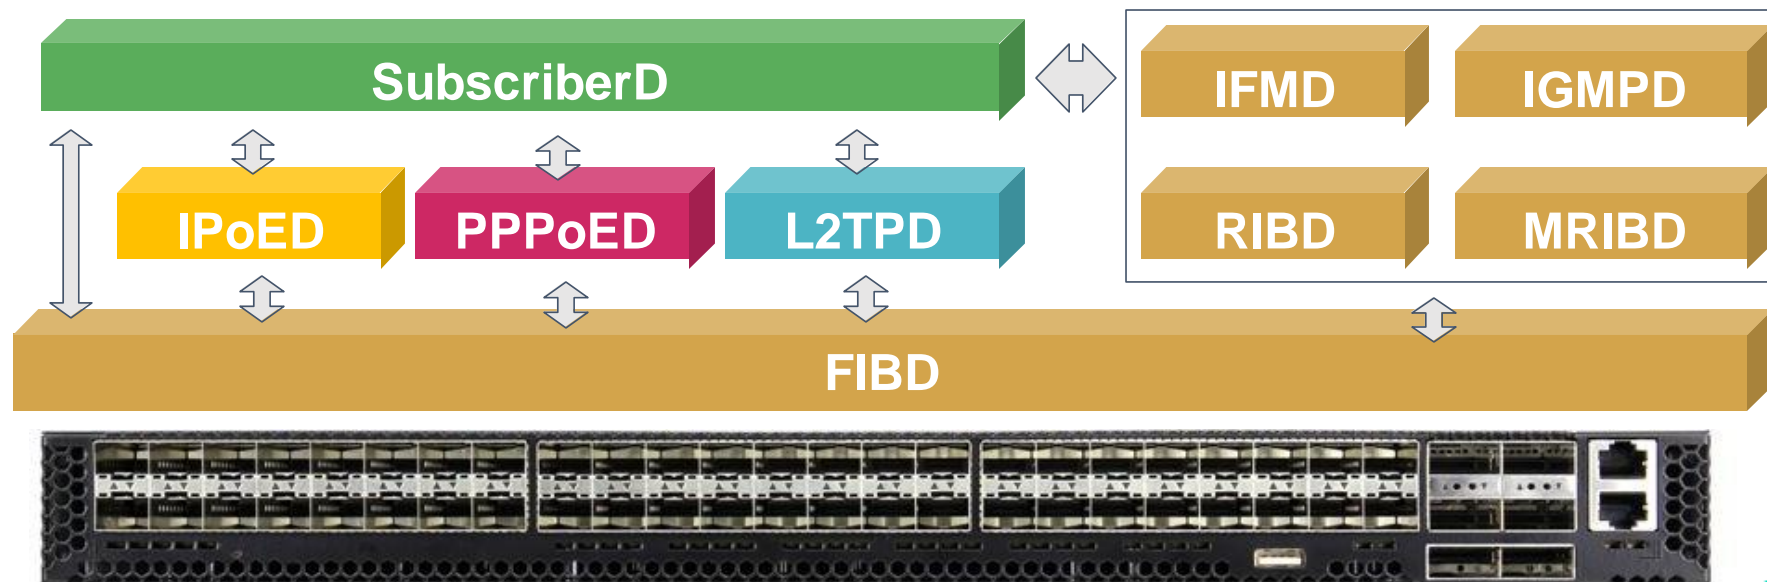 SubscriberD
IFMD
IGMPD
IPoED
PPPoED
L2TPD
RIBD
MRIBD
FIBD